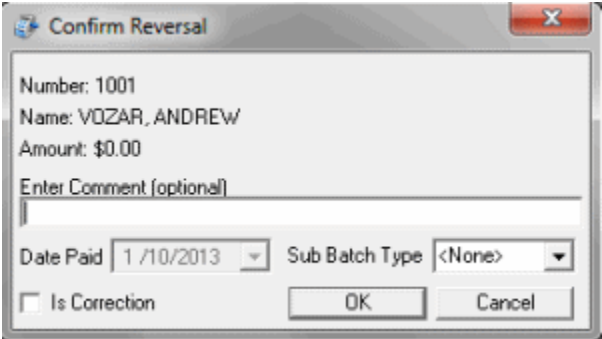 Confirm Reversal
Number: 1001
Name: VOZAR, ANDREW
Amount: $0.00
Enter Comment (optional)
Date Paid 1 /10/2013 Sub Batch Type <None>
Is Correction OK Cancel